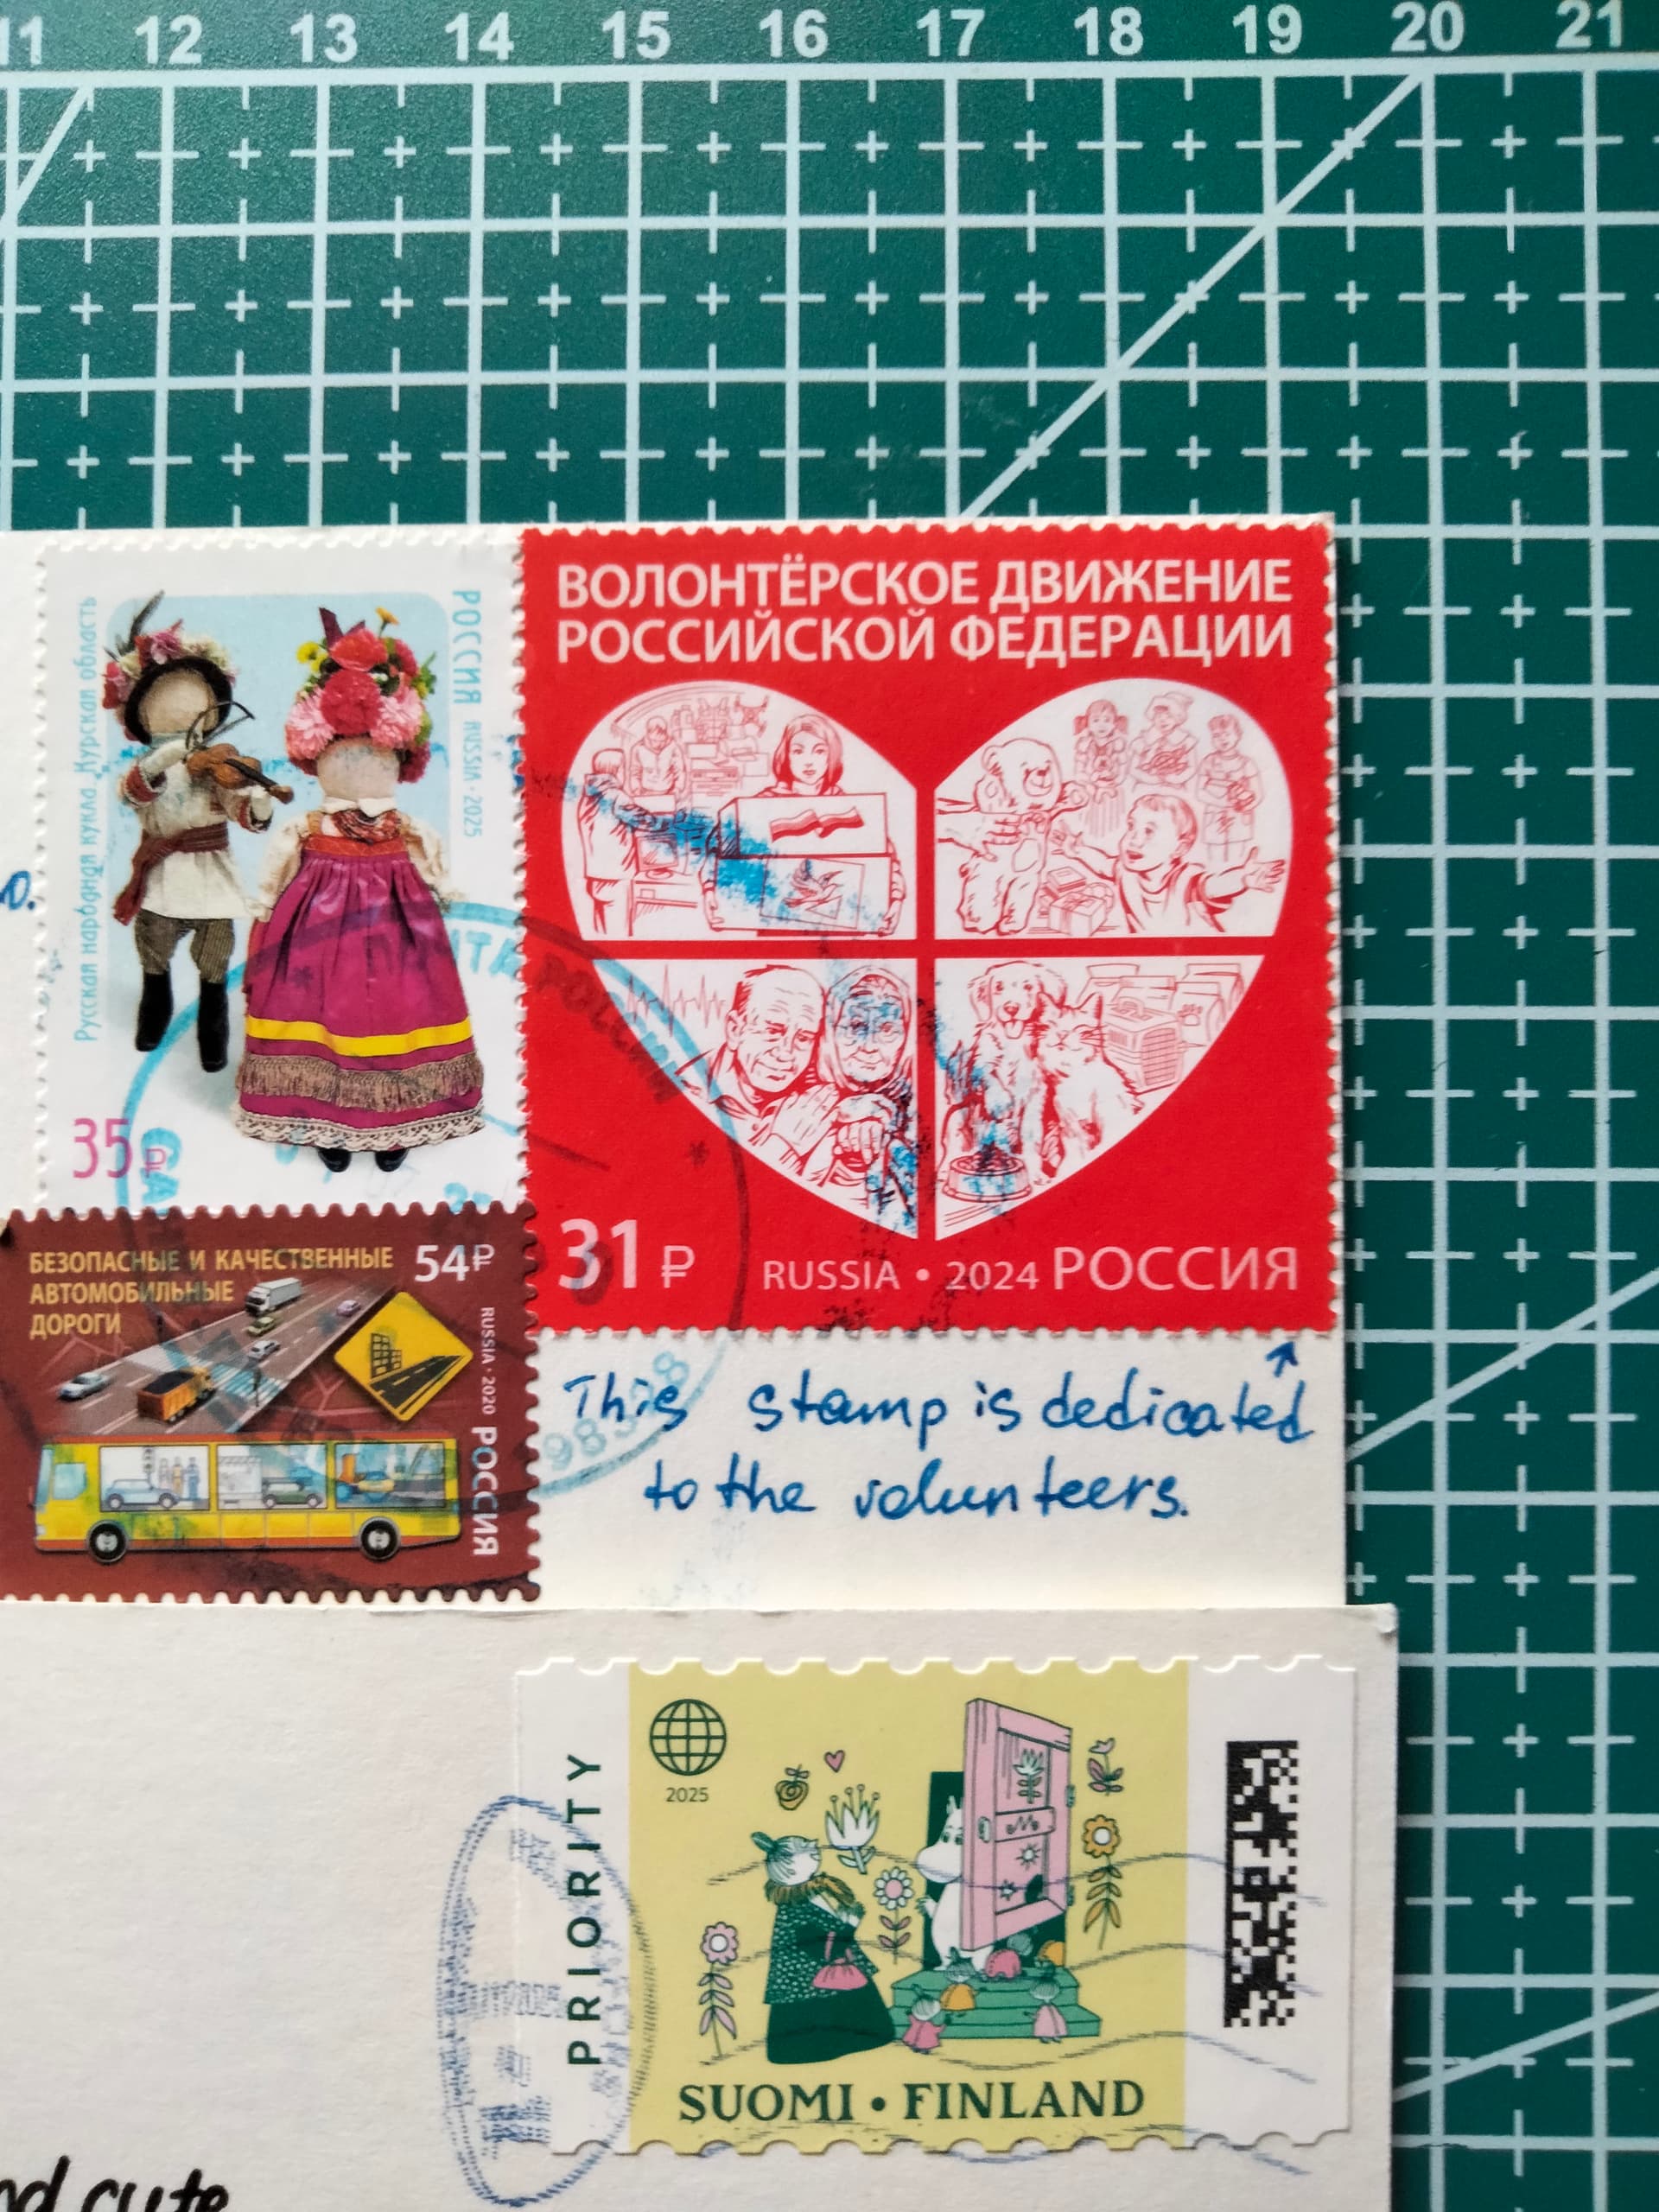 11 12 13 14 15 16 17 18 19 20 21
Русская народная кукла. Курская область
РОССИЯ RUSSIA · 2025
35₽
ВОЛОНТЁРСКОЕ ДВИЖЕНИЕ
РОССИЙСКОЙ ФЕДЕРАЦИИ
31₽ RUSSIA • 2024 РОССИЯ
БЕЗОПАСНЫЕ И КАЧЕСТВЕННЫЕ
АВТОМОБИЛЬНЫЕ
ДОРОГИ
54₽
RUSSIA · 2020 РОССИЯ
This stamp is dedicated
to the volunteers.
PRIORITY
2025
SUOMI • FINLAND
cute